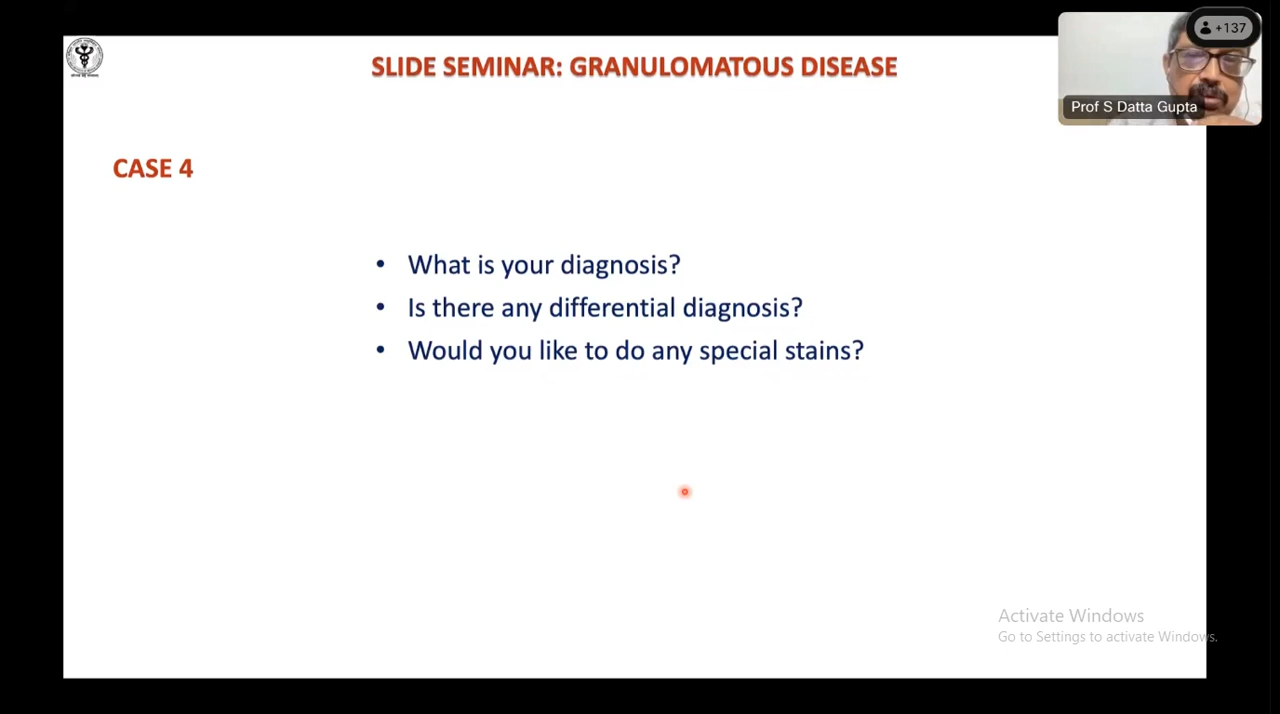 SLIDE SEMINAR: GRANULOMATOUS DISEASE
+137
Prof S Datta Gupta
CASE 4
• What is your diagnosis?
• Is there any differential diagnosis?
• Would you like to do any special stains?
Activate Windows
Go to Settings to activate Windows.